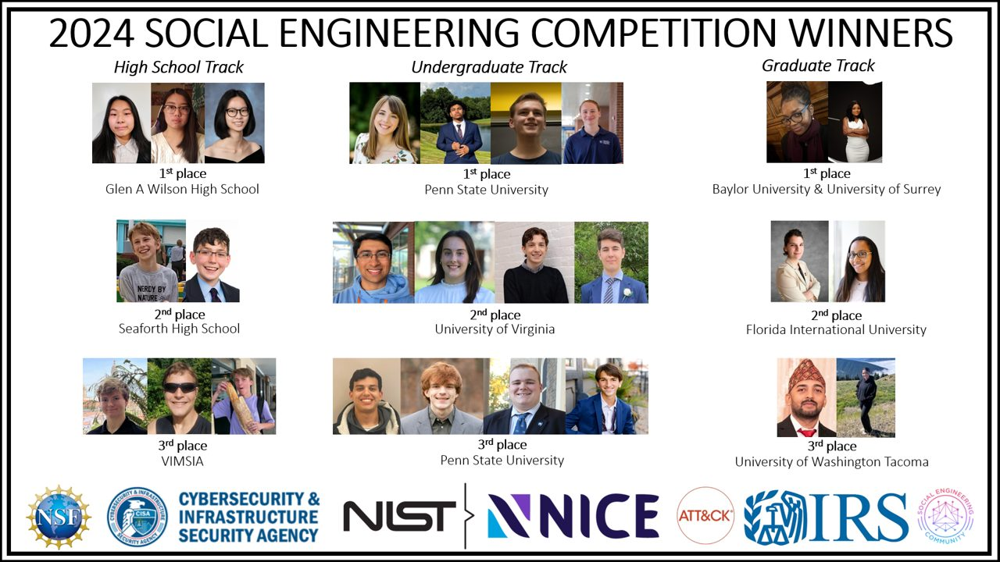 2024 SOCIAL ENGINEERING COMPETITION WINNERS
High School Track
Undergraduate Track
Graduate Track
1st place
Glen A Wilson High School
1st place
Penn State University
1st place
Baylor University & University of Surrey
NERDY BY
NATURE
2nd place
Seaforth High School
2nd place
University of Virginia
2nd place
Florida International University
3rd place
VIMSIA
3rd place
Penn State University
3rd place
University of Washington Tacoma
NSF
CYBERSECURITY & INFRASTRUCTURE
CISA
SECURITY AGENCY
CYBERSECURITY &
INFRASTRUCTURE
SECURITY AGENCY
NIST
NICE
ATT&CK®
IRS
SOCIAL ENGINEERING
COMMUNITY